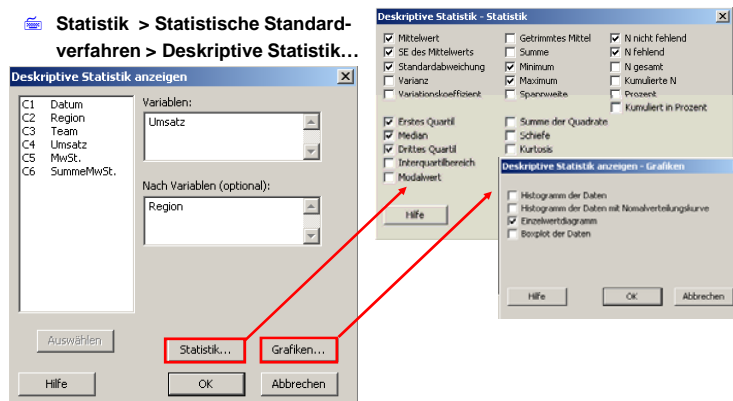 Statistik > Statistische Standard-
verfahren > Deskriptive Statistik...
Deskriptive Statistik anzeigen
C1 Datum
C2 Region
C3 Team
C4 Umsatz
C5 MwSt.
C6 SummeMwSt.
Variablen:
Umsatz
Nach Variablen (optional):
Region
Auswählen
Statistik...
Grafiken...
Hilfe
OK
Abbrechen
Deskriptive Statistik - Statistik
Mittelwert
SE des Mittelwerts
Standardabweichung
Varianz
Variationskoeffizient
Getrimmtes Mittel
Summe
Minimum
Maximum
Spannweite
N nicht fehlend
N fehlend
N gesamt
Kumulierte N
Prozent
Kumuliert in Prozent
Erstes Quartil
Median
Drittes Quartil
Interquartilbereich
Modalwert
Summe der Quadrate
Schiefe
Kurtosis
Hilfe
Deskriptive Statistik anzeigen - Grafiken
Histogramm der Daten
Histogramm der Daten mit Normalverteilungskurve
Einzelwertdiagramm
Boxplot der Daten
Hilfe
OK
Abbrechen